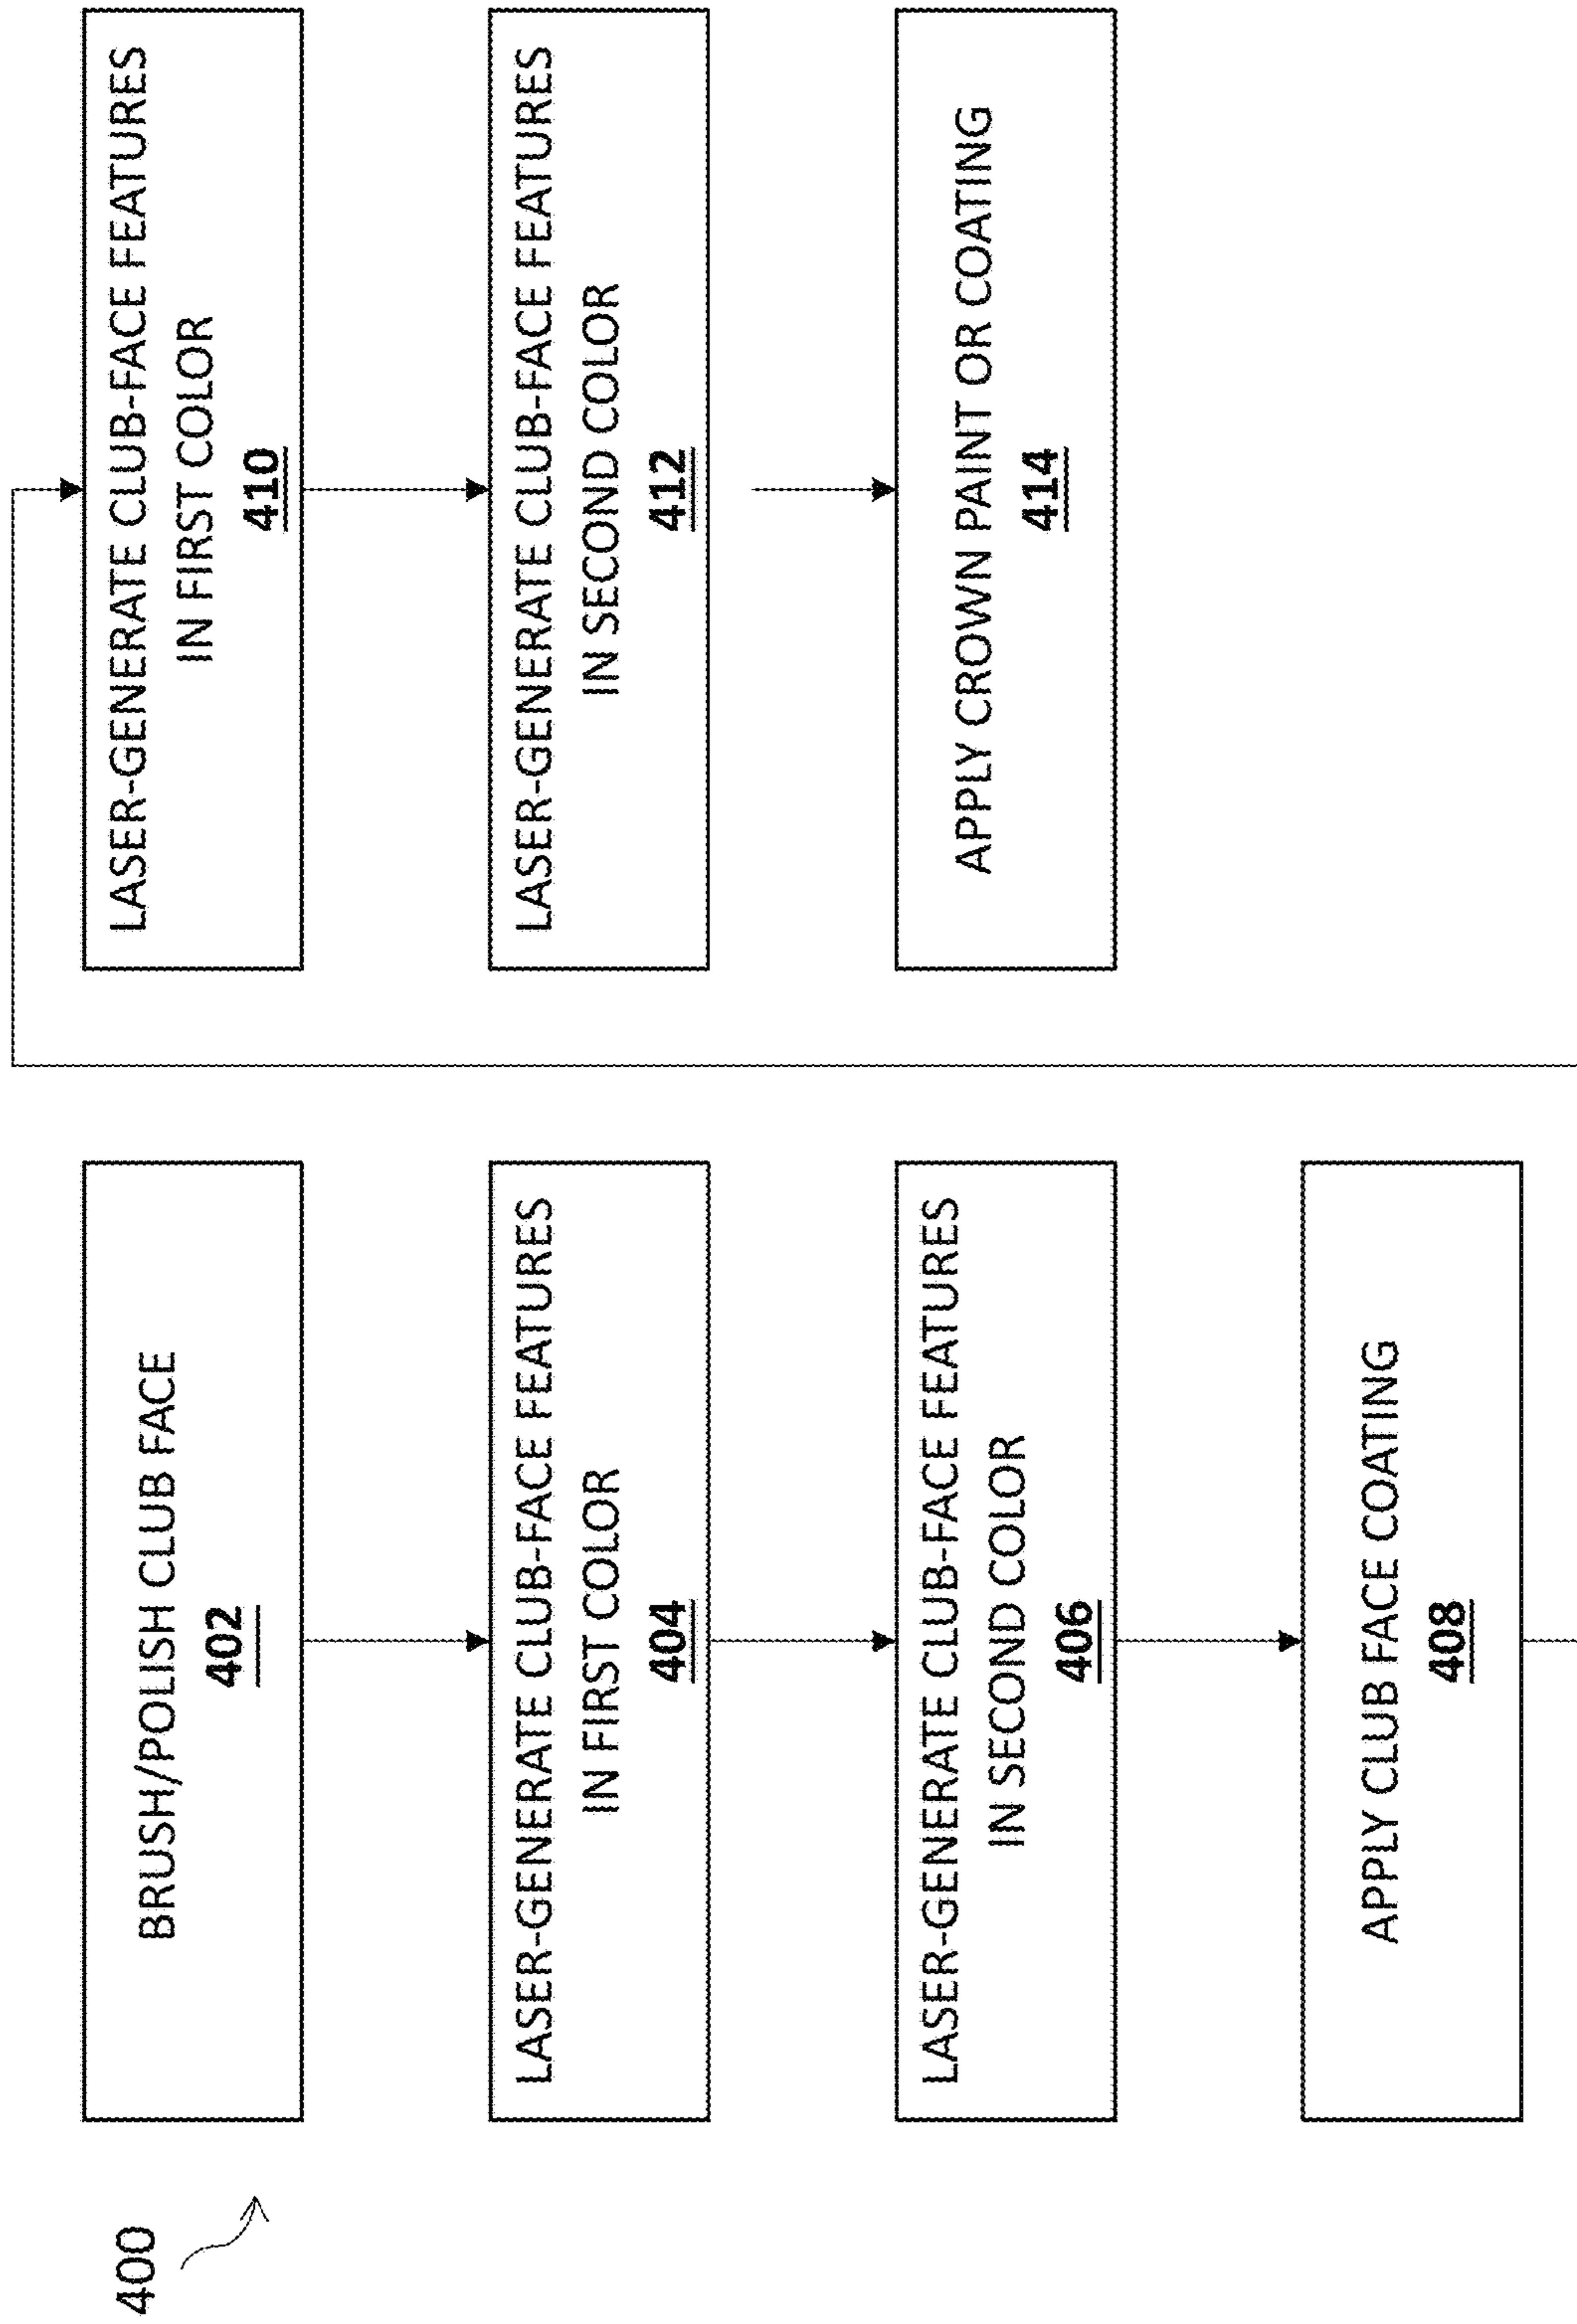 400
BRUSH/POLISH CLUB FACE
402
LASER-GENERATE CLUB-FACE FEATURES
IN FIRST COLOR
404
LASER-GENERATE CLUB-FACE FEATURES
IN SECOND COLOR
406
APPLY CLUB FACE COATING
408
LASER-GENERATE CLUB-FACE FEATURES
IN FIRST COLOR
410
LASER-GENERATE CLUB-FACE FEATURES
IN SECOND COLOR
412
APPLY CROWN PAINT OR COATING
414